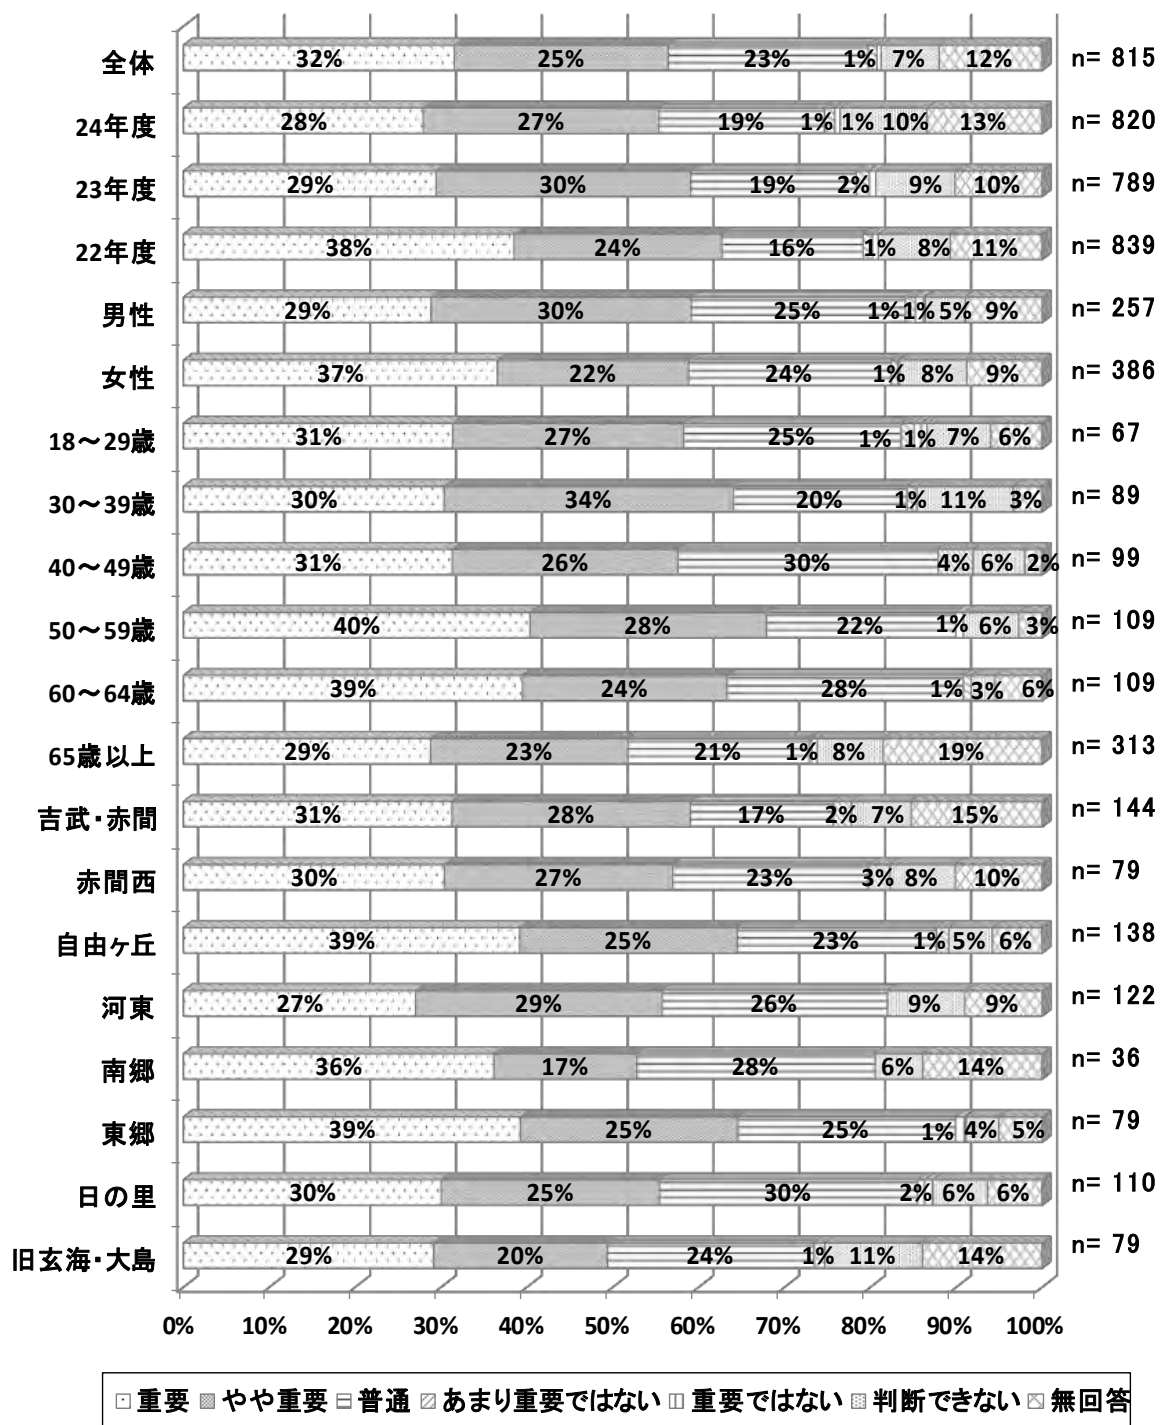 全体 32% 25% 23% 1% 7% 12% n= 815
24年度 28% 27% 19% 1% 1% 10% 13% n= 820
23年度 29% 30% 19% 2% 9% 10% n= 789
22年度 38% 24% 16% 1% 8% 11% n= 839
男性 29% 30% 25% 1% 1% 5% 9% n= 257
女性 37% 22% 24% 1% 8% 9% n= 386
18～29歳 31% 27% 25% 1% 1% 7% 6% n= 67
30～39歳 30% 34% 20% 1% 11% 3% n= 89
40～49歳 31% 26% 30% 4% 6% 2% n= 99
50～59歳 40% 28% 22% 1% 6% 3% n= 109
60～64歳 39% 24% 28% 1% 3% 6% n= 109
65歳以上 29% 23% 21% 1% 8% 19% n= 313
吉武・赤間 31% 28% 17% 2% 7% 15% n= 144
赤間西 30% 27% 23% 3% 8% 10% n= 79
自由ヶ丘 39% 25% 23% 1% 5% 6% n= 138
河東 27% 29% 26% 9% 9% n= 122
南郷 36% 17% 28% 6% 14% n= 36
東郷 39% 25% 25% 1% 4% 5% n= 79
日の里 30% 25% 30% 2% 6% 6% n= 110
旧玄海・大島 29% 20% 24% 1% 11% 14% n= 79
0% 10% 20% 30% 40% 50% 60% 70% 80% 90% 100%
重要 やや重要 普通 あまり重要ではない 重要ではない 判断できない 無回答